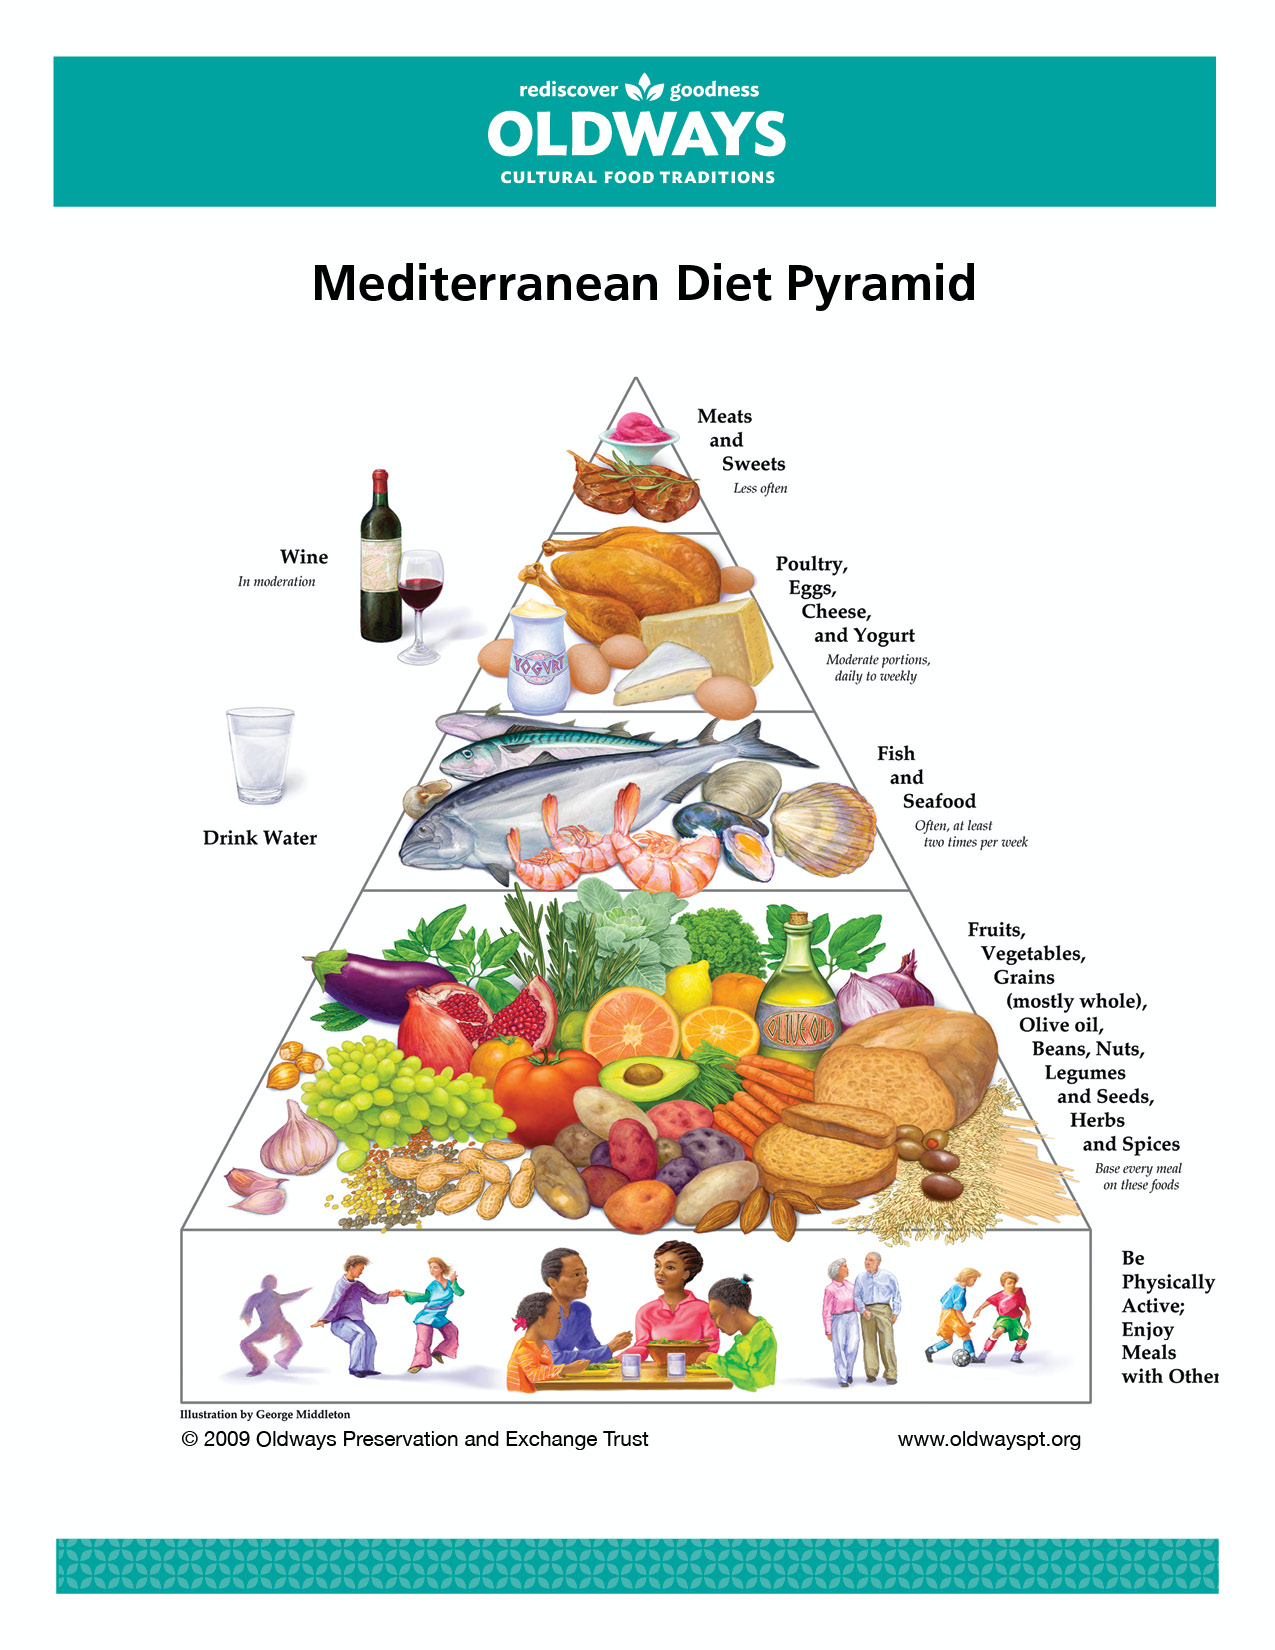 rediscover goodness
OLDWAYS
CULTURAL FOOD TRADITIONS
Mediterranean Diet Pyramid
Meats
and
Sweets
Less often
Wine
In moderation
Poultry,
Eggs,
Cheese,
and Yogurt
Moderate portions,
daily to weekly
YOGURT
Drink Water
Fish
and
Seafood
Often, at least
two times per week
Fruits,
Vegetables,
Grains
(mostly whole),
Olive oil,
Beans, Nuts,
Legumes
and Seeds,
Herbs
and Spices
Base every meal
on these foods
OLIVE OIL
Be
Physically
Active;
Enjoy
Meals
with Other
Illustration by George Middleton
© 2009 Oldways Preservation and Exchange Trust
www.oldwayspt.org